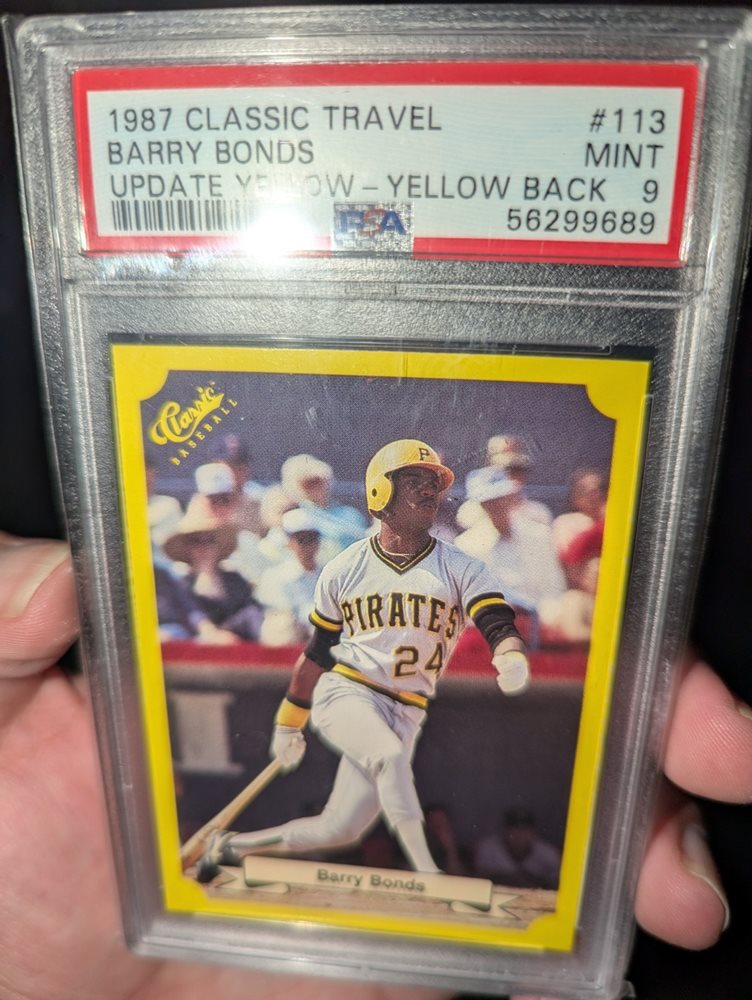 1987 CLASSIC TRAVEL #113
BARRY BONDS MINT
UPDATE YELLOW - YELLOW BACK 9
PSA 56299689
Classic
BASEBALL
P
PIRATES
24
Barry Bonds